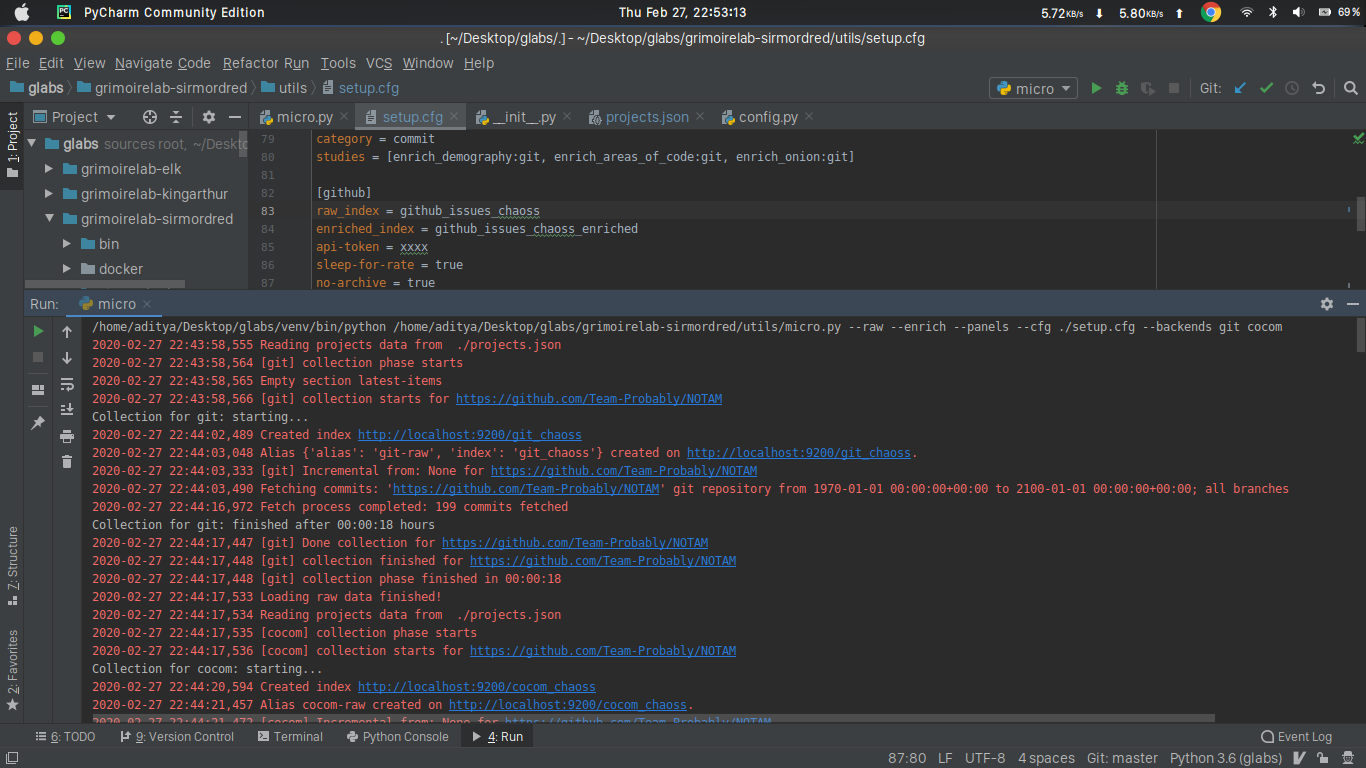 PyCharm Community Edition
Thu Feb 27, 22:53:13
5.72KB/s 5.80KB/s 69%
. [~/Desktop/glabs/.] - ~/Desktop/glabs/grimoirelab-sirmordred/utils/setup.cfg
File Edit View Navigate Code Refactor Run Tools VCS Window Help
glabs grimoirelab-sirmordred utils setup.cfg
micro Git:
Project
micro.py setup.cfg __init__.py projects.json config.py
1: Project
glabs sources root, ~/Deskto
grimoirelab-elk
grimoirelab-kingarthur
grimoirelab-sirmordred
bin
docker
79 category = commit
80 studies = [enrich_demography:git, enrich_areas_of_code:git, enrich_onion:git]
81
82 [github]
83 raw_index = github_issues_chaoss
84 enriched_index = github_issues_chaoss_enriched
85 api-token = xxxx
86 sleep-for-rate = true
87 no-archive = true
Run: micro
/home/aditya/Desktop/glabs/venv/bin/python /home/aditya/Desktop/glabs/grimoirelab-sirmordred/utils/micro.py --raw --enrich --panels --cfg ./setup.cfg --backends git cocom
2020-02-27 22:43:58,555 Reading projects data from  ./projects.json
2020-02-27 22:43:58,564 [git] collection phase starts
2020-02-27 22:43:58,565 Empty section latest-items
2020-02-27 22:43:58,566 [git] collection starts for https://github.com/Team-Probably/NOTAM
Collection for git: starting...
2020-02-27 22:44:02,489 Created index http://localhost:9200/git_chaoss
2020-02-27 22:44:03,048 Alias {'alias': 'git-raw', 'index': 'git_chaoss'} created on http://localhost:9200/git_chaoss.
2020-02-27 22:44:03,333 [git] Incremental from: None for https://github.com/Team-Probably/NOTAM
2020-02-27 22:44:03,490 Fetching commits: 'https://github.com/Team-Probably/NOTAM' git repository from 1970-01-01 00:00:00+00:00 to 2100-01-01 00:00:00+00:00; all branches
2020-02-27 22:44:16,972 Fetch process completed: 199 commits fetched
Collection for git: finished after 00:00:18 hours
2020-02-27 22:44:17,447 [git] Done collection for https://github.com/Team-Probably/NOTAM
2020-02-27 22:44:17,448 [git] collection finished for https://github.com/Team-Probably/NOTAM
2020-02-27 22:44:17,448 [git] collection phase finished in 00:00:18
2020-02-27 22:44:17,533 Loading raw data finished!
2020-02-27 22:44:17,534 Reading projects data from  ./projects.json
2020-02-27 22:44:17,535 [cocom] collection phase starts
2020-02-27 22:44:17,536 [cocom] collection starts for https://github.com/Team-Probably/NOTAM
Collection for cocom: starting...
2020-02-27 22:44:20,594 Created index http://localhost:9200/cocom_chaoss
2020-02-27 22:44:21,457 Alias cocom-raw created on http://localhost:9200/cocom_chaoss.
2020-02-27 22:44:21,472 [cocom] Incremental from: None for https://github.com/Team-Probably/NOTAM
7: Structure
2: Favorites
6: TODO 9: Version Control Terminal Python Console 4: Run Event Log
87:80 LF UTF-8 4 spaces Git: master Python 3.6 (glabs)